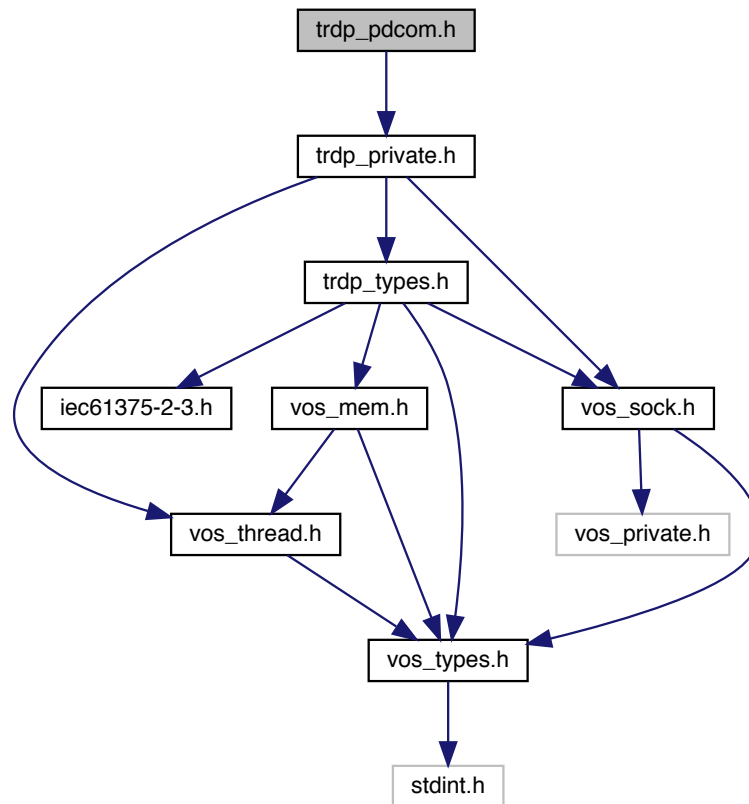 trdp_pdcom.h
trdp_private.h
trdp_types.h
iec61375-2-3.h
vos_mem.h
vos_sock.h
vos_thread.h
vos_private.h
vos_types.h
stdint.h